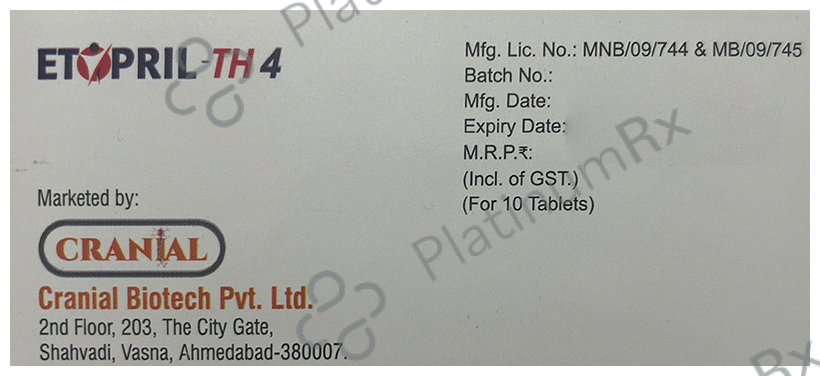 ETOPRIL-TH 4
Marketed by:
CRANIAL
Cranial Biotech Pvt. Ltd.
2nd Floor, 203, The City Gate,
Shahvadi, Vasna, Ahmedabad-380007.
Mfg. Lic. No.: MNB/09/744 & MB/09/745
Batch No.:
Mfg. Date:
Expiry Date:
M.R.P.₹:
(Incl. of GST.)
(For 10 Tablets)
PlatinumRx
PlatinumRx
Rx